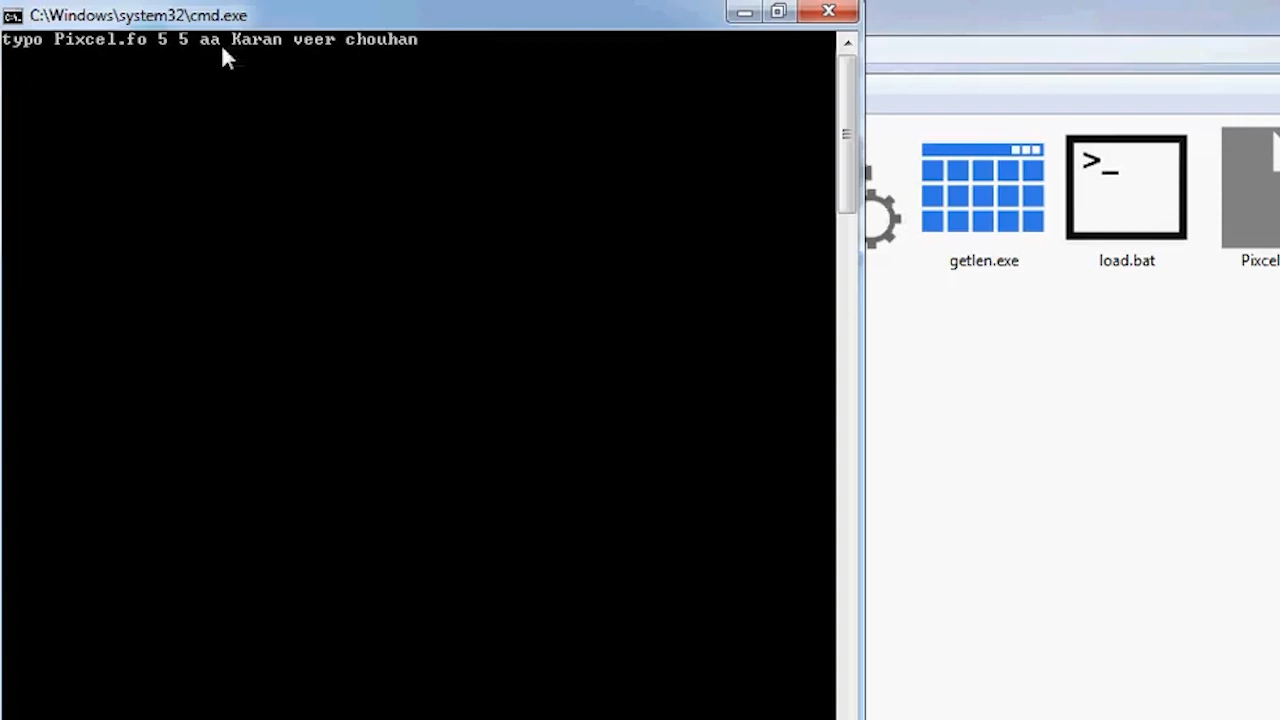 C:\Windows\system32\cmd.exe
typo Pixcel.fo 5 5 aa Karan veer chouhan
getlen.exe
load.bat
Pixcel